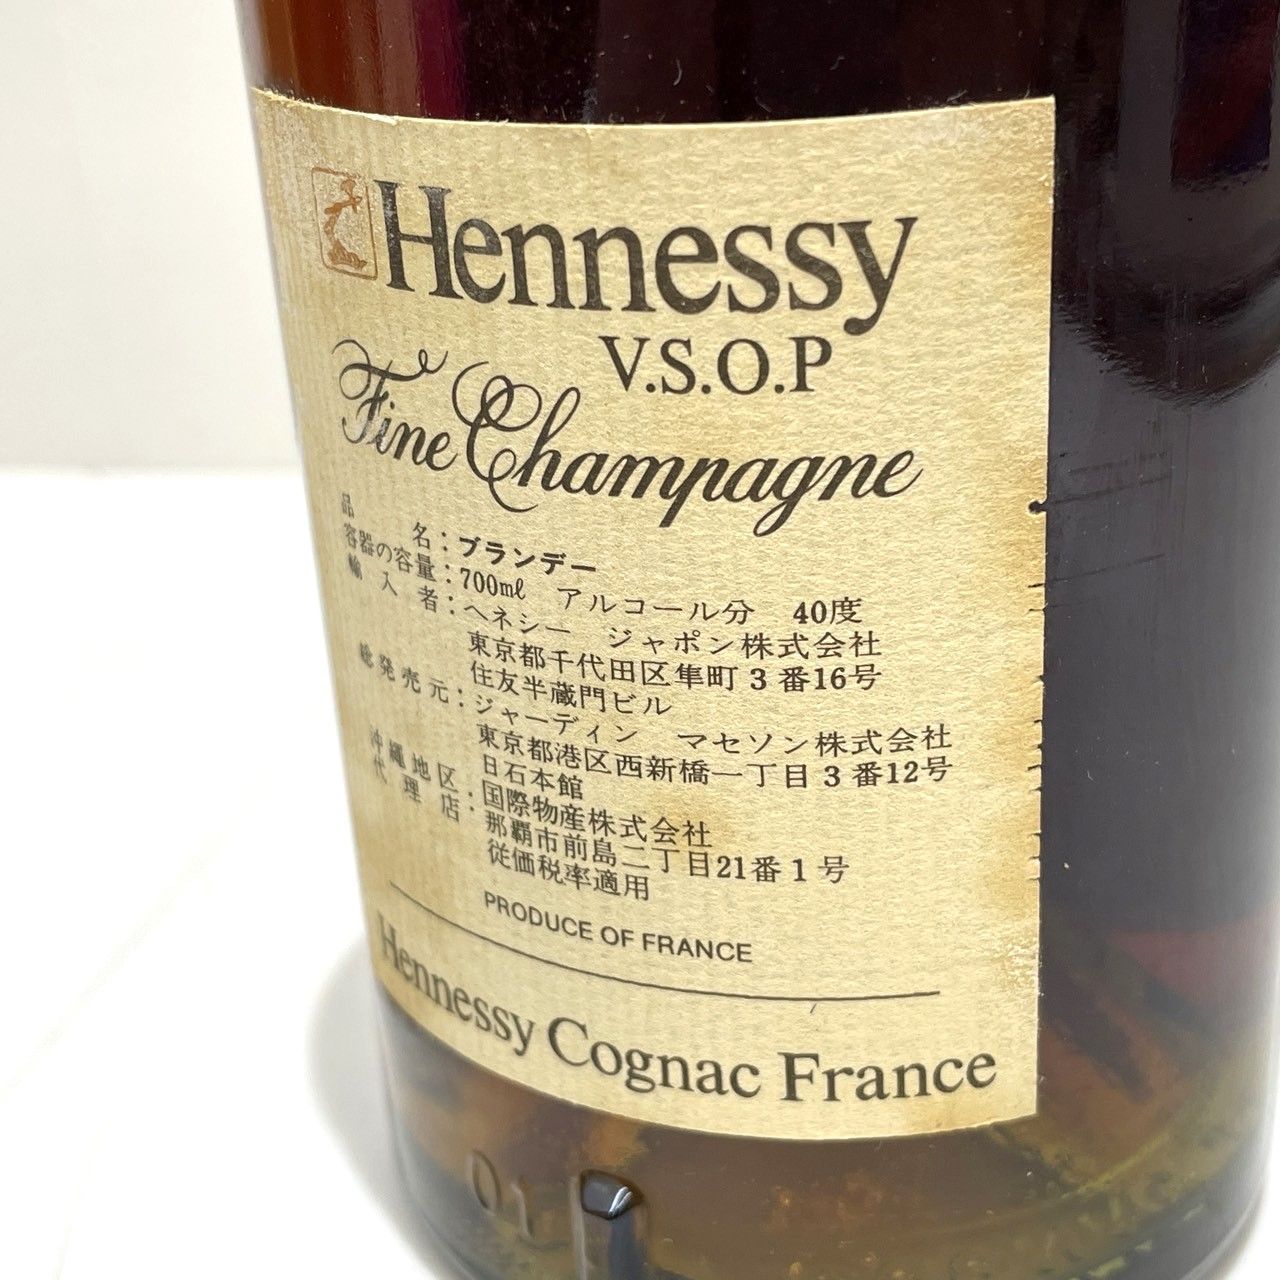 Hennessy
V.S.O.P
Fine Champagne
品名：ブランデー
容器の容量：700ml アルコール分 40度
輸入者：ヘネシー ジャポン株式会社
東京都千代田区隼町3番16号
住友半蔵門ビル
総発売元：ジャーディン マセソン株式会社
東京都港区西新橋一丁目3番12号
日石本館
沖縄地区代理店：国際物産株式会社
那覇市前島二丁目21番1号
従価税率適用
PRODUCE OF FRANCE
Hennessy Cognac France
01